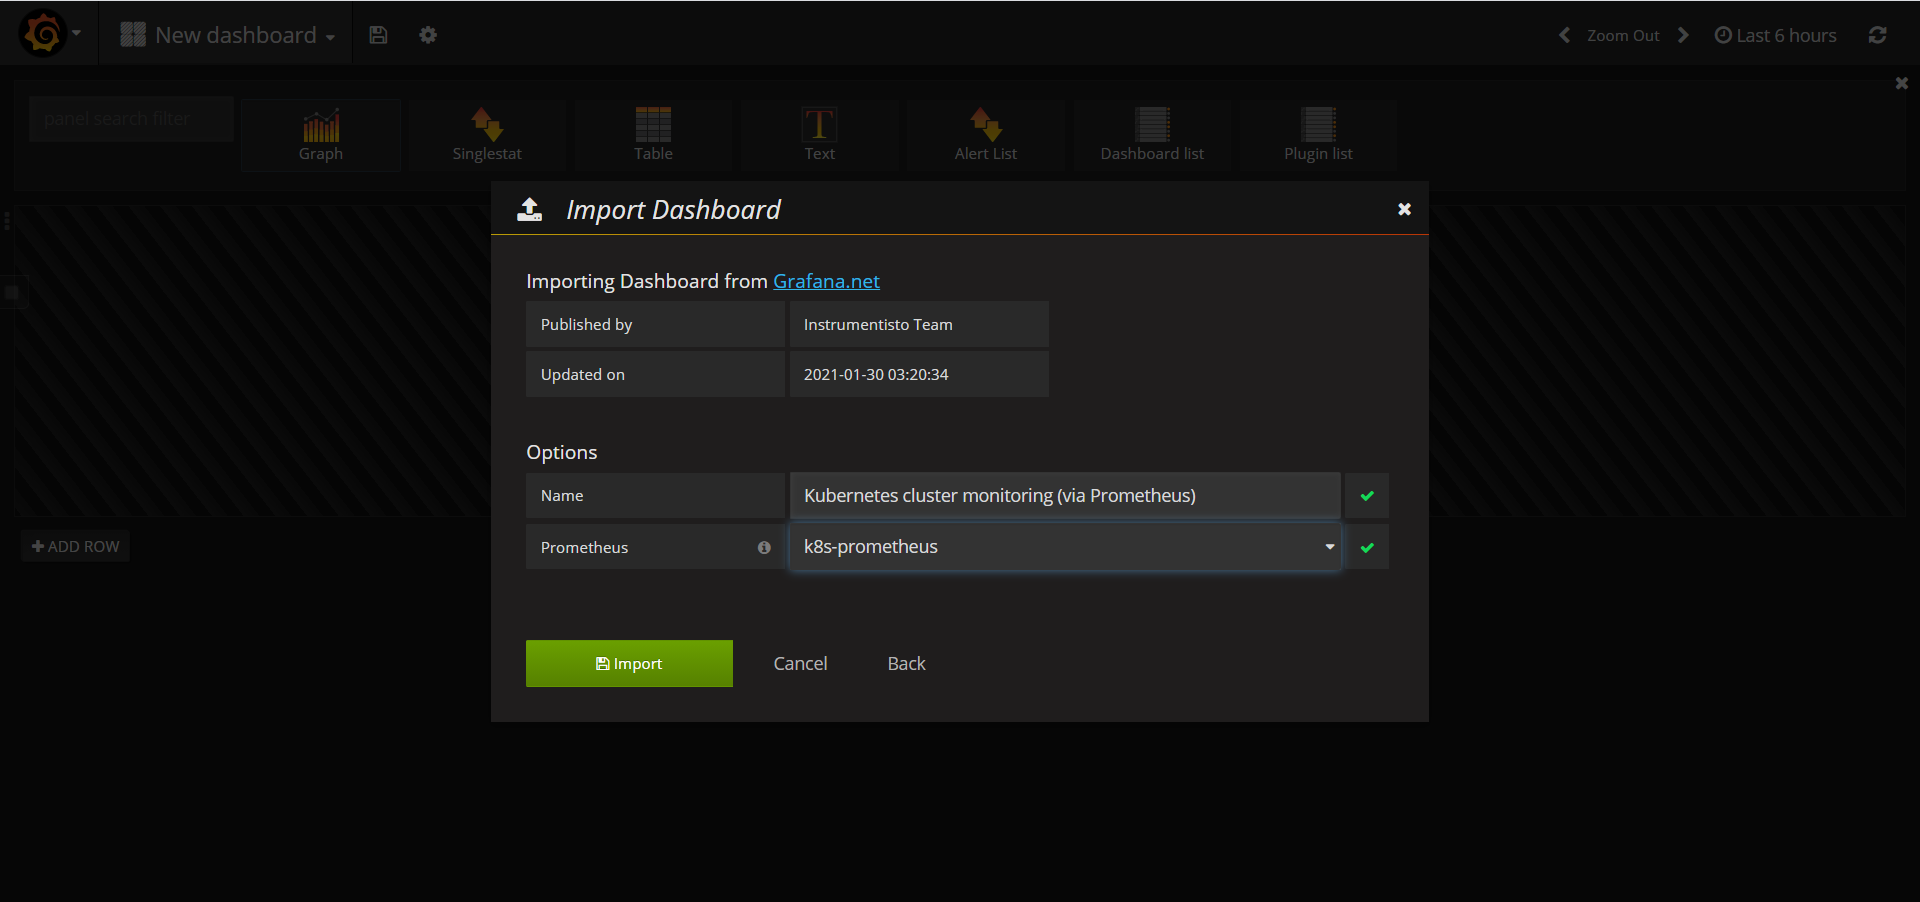 New dashboard
Zoom Out
Last 6 hours
panel search filter
Graph
Singlestat
Table
Text
Alert List
Dashboard list
Plugin list
Import Dashboard
Importing Dashboard from Grafana.net
Published by Instrumentisto Team
Updated on 2021-01-30 03:20:34
Options
Name Kubernetes cluster monitoring (via Prometheus)
Prometheus k8s-prometheus
ADD ROW
Import Cancel Back